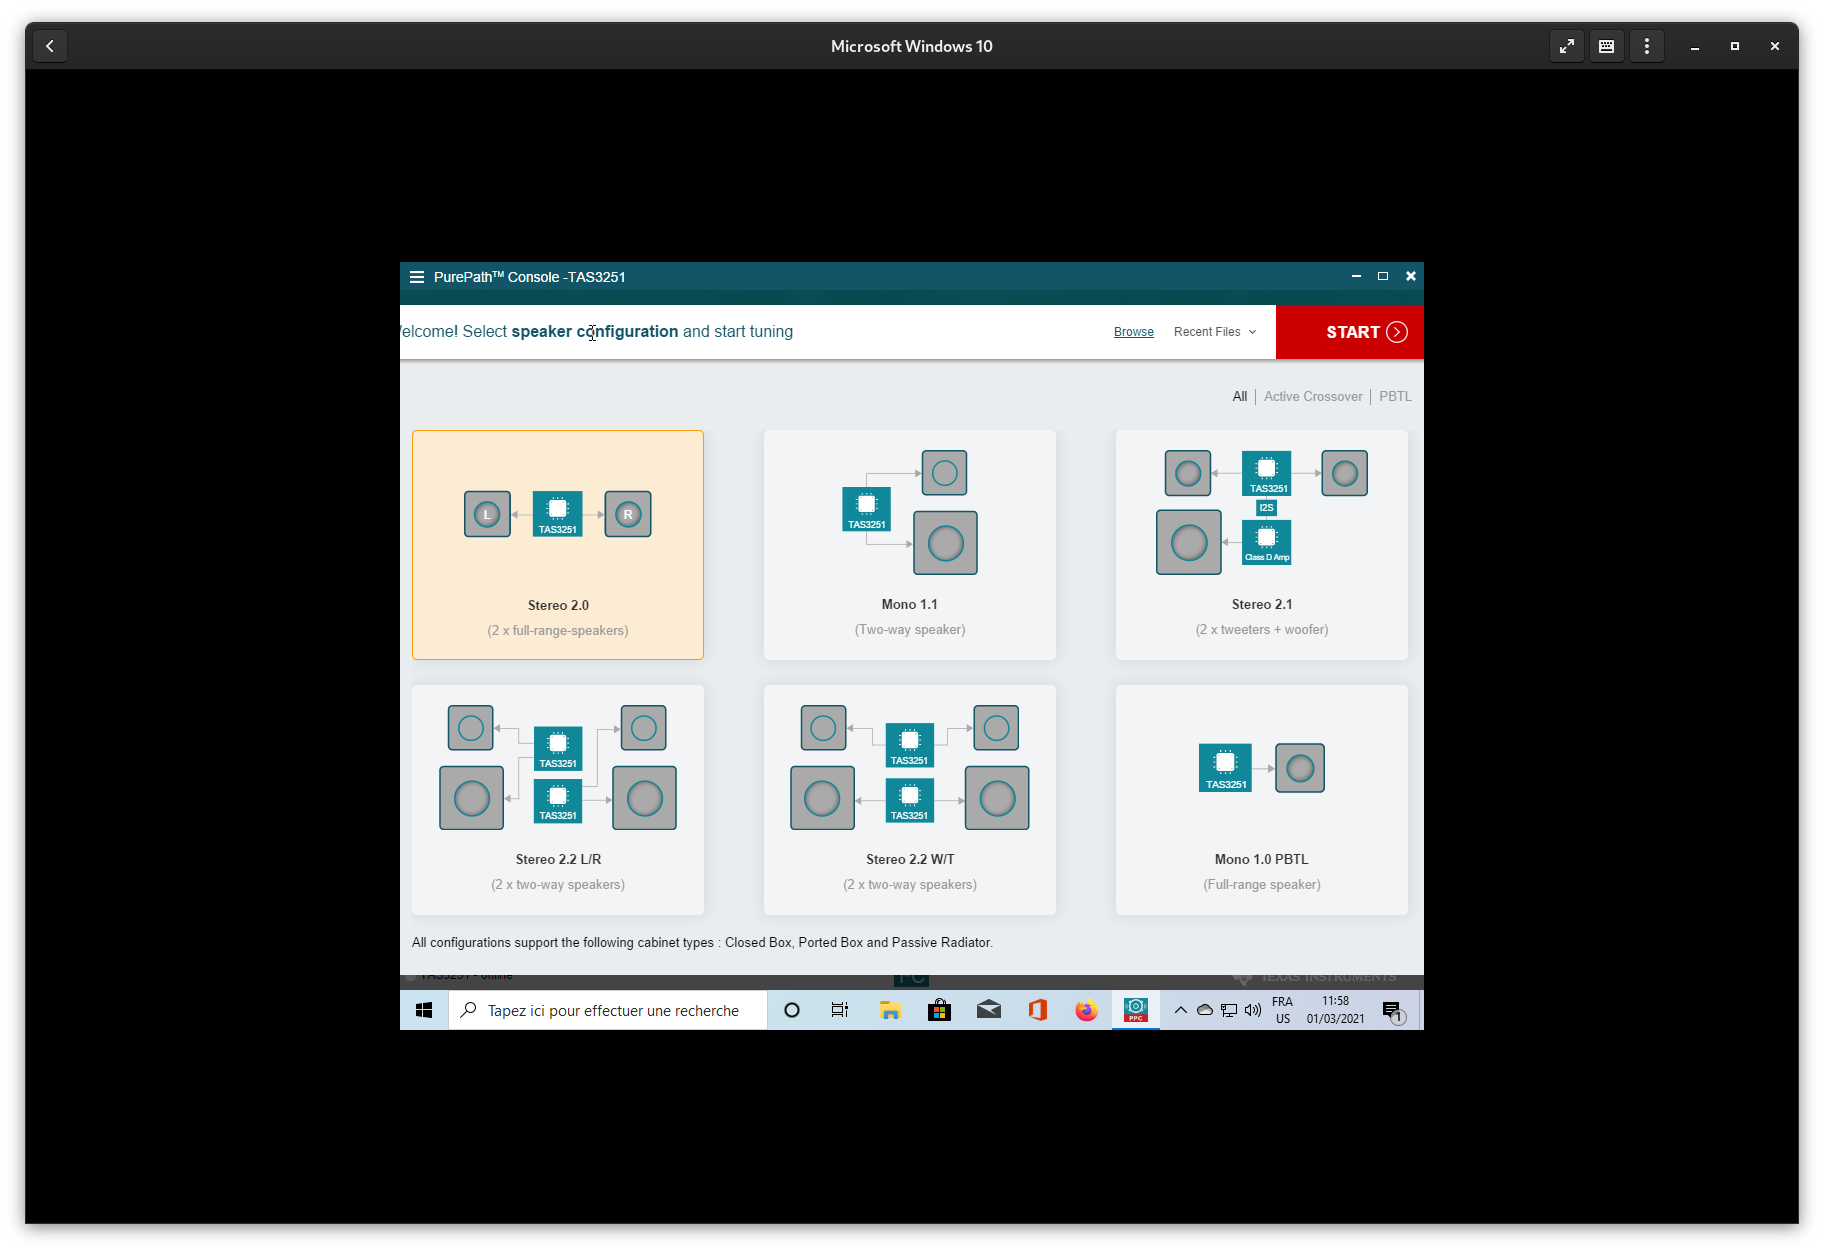 Microsoft Windows 10
PurePath™ Console -TAS3251
elcome! Select speaker configuration and start tuning
Browse
Recent Files
START
All | Active Crossover | PBTL
L
TAS3251
R
Stereo 2.0
(2 x full-range-speakers)
TAS3251
Mono 1.1
(Two-way speaker)
TAS3251
I2S
Class D Amp
Stereo 2.1
(2 x tweeters + woofer)
TAS3251
TAS3251
Stereo 2.2 L/R
(2 x two-way speakers)
TAS3251
TAS3251
Stereo 2.2 W/T
(2 x two-way speakers)
TAS3251
Mono 1.0 PBTL
(Full-range speaker)
All configurations support the following cabinet types : Closed Box, Ported Box and Passive Radiator.
TAS3251 - offline
TEXAS INSTRUMENTS
Tapez ici pour effectuer une recherche
PPC
FRA
US
11:58
01/03/2021
1